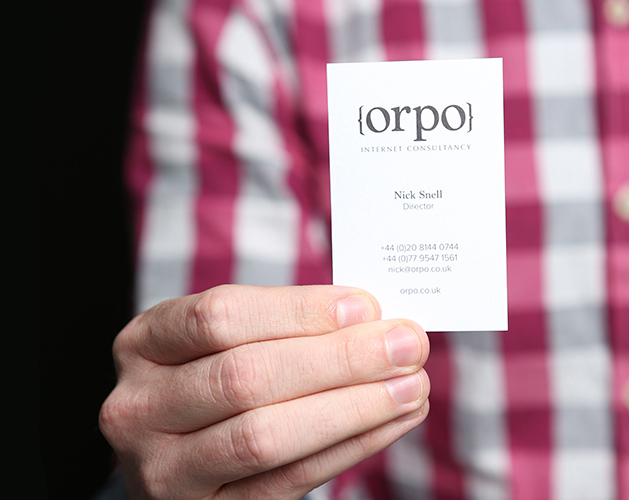 {orpo}
INTERNET CONSULTANCY
Nick Snell
Director
+44 (0)20 8144 0744
+44 (0)77 9547 1561
nick@orpo.co.uk
orpo.co.uk